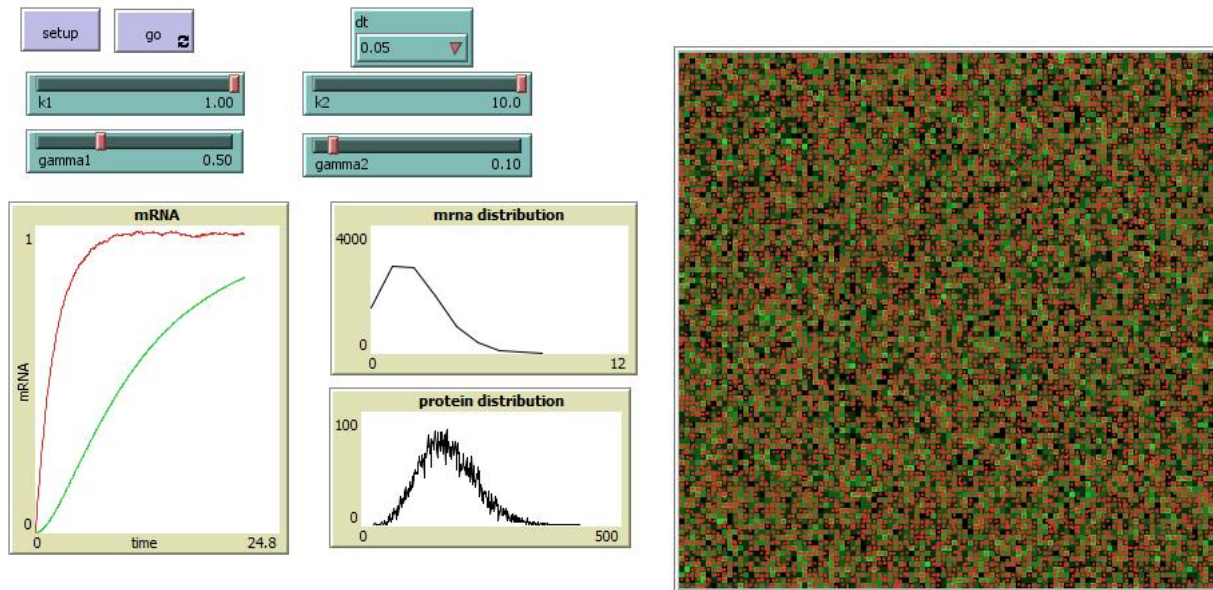 setup
go
dt
0.05
k1 1.00
k2 10.0
gamma1 0.50
gamma2 0.10
mRNA
1
mRNA
0
0 time 24.8
mrna distribution
4000
0
0 12
protein distribution
100
0
0 500